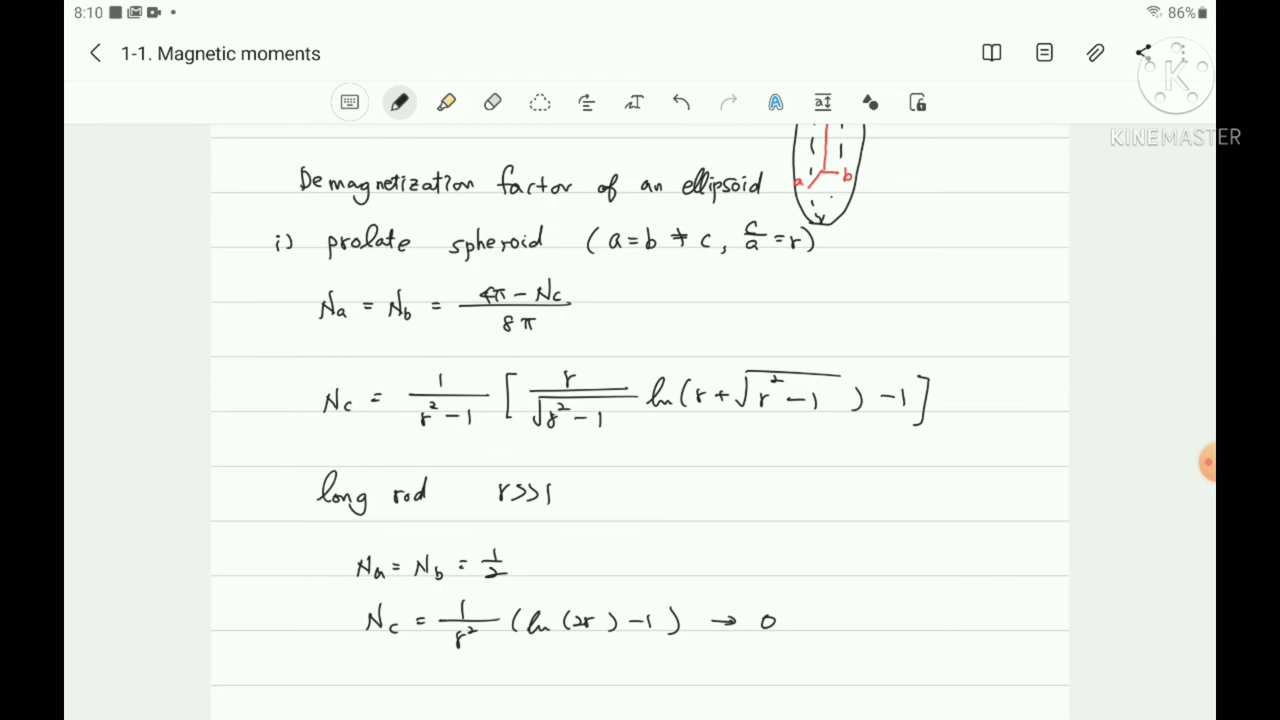 8:10 86%
1-1. Magnetic moments
KINEMASTER
Demagnetization factor of an ellipsoid
a b
i) prolate spheroid (a = b ≠ c, c/a = r)
Na = Nb = (4π - Nc)/(8π)
Nc = 1/(r² - 1) [ r/√(r² - 1) ln(r + √(r² - 1)) - 1 ]
long rod r>>1
Na = Nb = 1/2
Nc = 1/r² (ln(2r) - 1) → 0